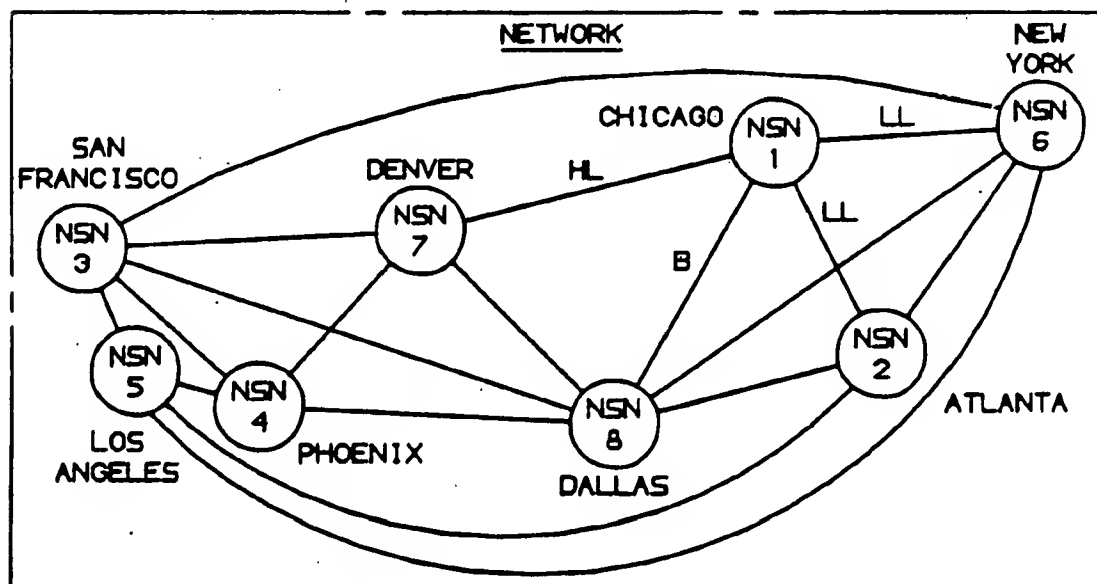 NETWORK
NEW
YORK
NSN
6
CHICAGO
NSN
1
LL
SAN
FRANCISCO
DENVER
HL
NSN
7
LL
NSN
3
B
NSN
5
NSN
4
NSN
8
NSN
2
ATLANTA
LOS
ANGELES
PHOENIX
DALLAS